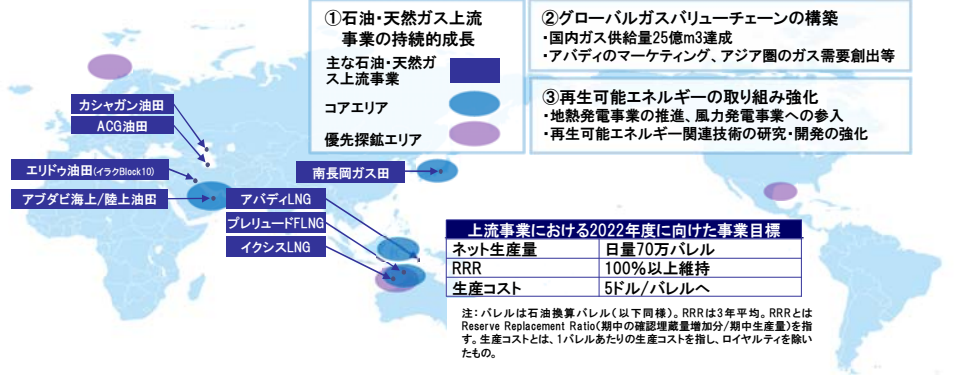 ①石油・天然ガス上流
事業の持続的成長
主な石油・天然ガ
ス上流事業
コアエリア
優先探鉱エリア
②グローバルガスバリューチェーンの構築
・国内ガス供給量25億m3達成
・アバディのマーケティング、アジア圏のガス需要創出等
③再生可能エネルギーの取り組み強化
・地熱発電事業の推進、風力発電事業への参入
・再生可能エネルギー関連技術の研究・開発の強化
カシャガン油田
ACG油田
エリドゥ油田(イラクBlock10)
アブダビ海上/陸上油田
南長岡ガス田
アバディLNG
プレリュードFLNG
イクシスLNG
上流事業における2022年度に向けた事業目標
ネット生産量 日量70万バレル
RRR 100%以上維持
生産コスト 5ドル/バレルへ
注:バレルは石油換算バレル(以下同様)。RRRは3年平均。RRRとは
Reserve Replacement Ratio(期中の確認埋蔵量増加分/期中生産量)を指
す。生産コストとは、1バレルあたりの生産コストを指し、ロイヤルティを除い
たもの。